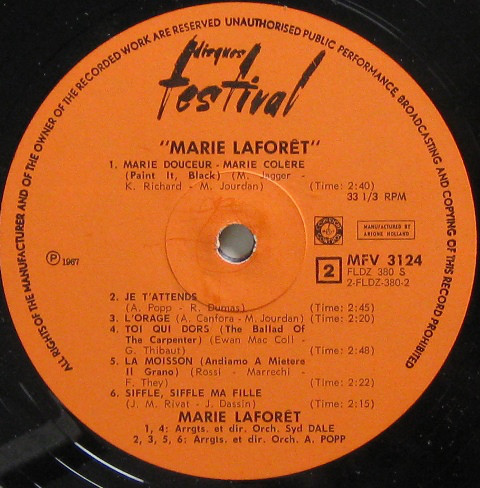 ALL RIGHTS OF THE MANUFACTURER AND OF THE OWNER OF THE RECORDED WORK ARE RESERVED UNAUTHORISED PUBLIC PERFORMANCE, BROADCASTING AND COPYING OF THIS RECORD PROHIBITED
disques
festival
"MARIE LAFORÊT"
1. MARIE DOUCEUR - MARIE COLÈRE
(Paint It, Black) (M. Jagger -
K. Richard - M. Jourdan) (Time: 2:40)
33 1/3 RPM
MANUFACTURED BY
ARIONE HOLLAND
Ⓟ 1967
2 MFV 3124
FLDZ 380 S
2-FLDZ-380-2
2. JE T'ATTENDS
(A. Popp - R. Dumas) (Time: 2:45)
3. L'ORAGE (A. Canfora - M. Jourdan) (Time: 2:20)
4. TOI QUI DORS (The Ballad Of
The Carpenter) (Ewan Mac Coll -
G. Thibaut) (Time: 2:48)
5. LA MOISSON (Andiamo A Mietere
Il Grano) (Rossi - Marrechi -
F. They) (Time: 2:22)
6. SIFFLE, SIFFLE MA FILLE
(J. M. Rivat - J. Dassin) (Time: 2:15)
MARIE LAFORÊT
1, 4: Arrgts. et dir. Orch. Syd DALE
2, 3, 5, 6: Arrgts. et dir. Orch. A. POPP